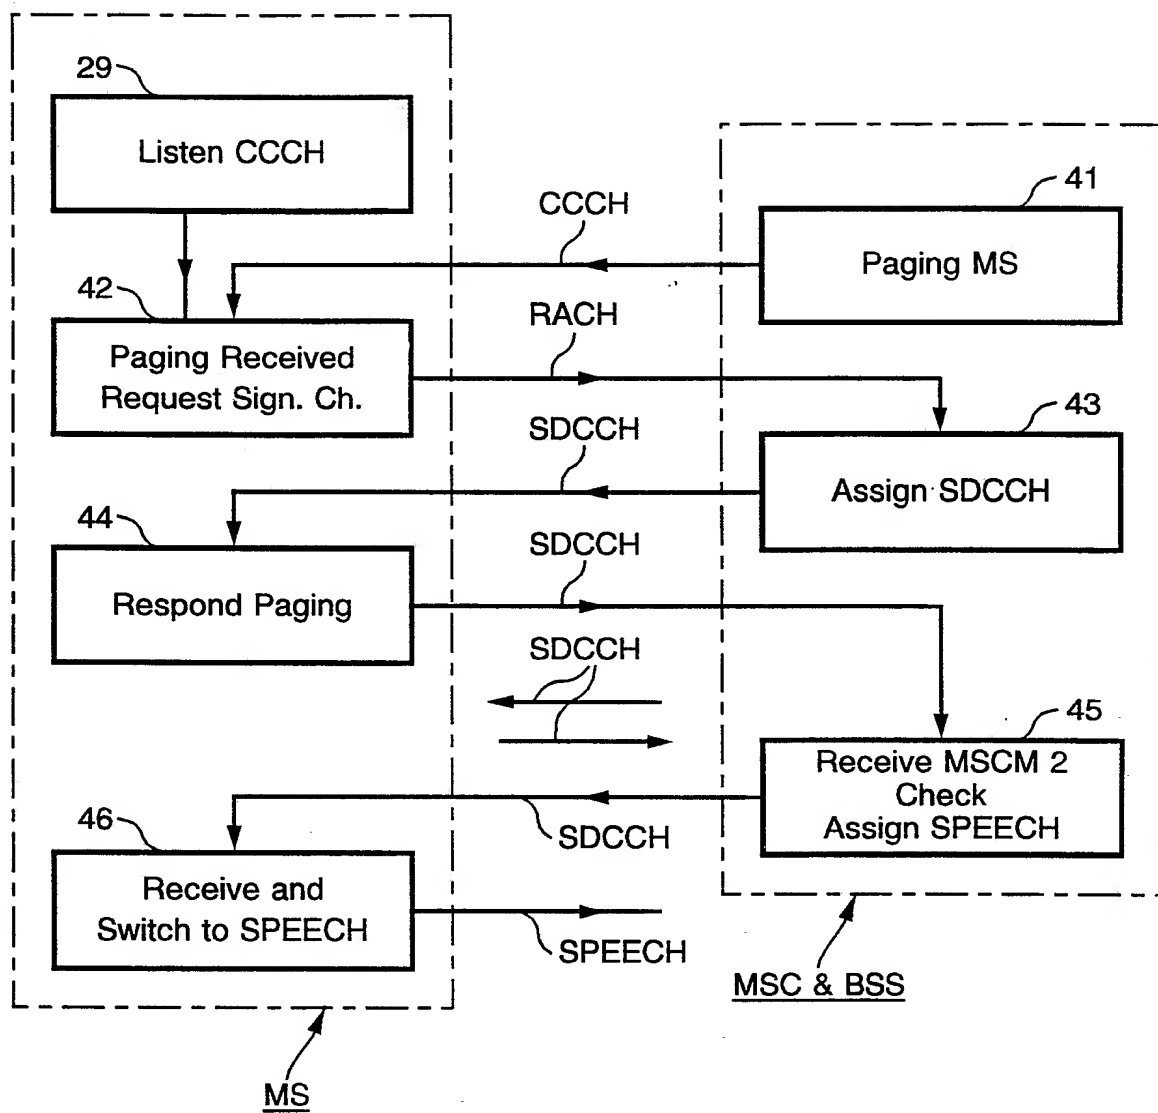 29
Listen CCCH
41
CCCH
Paging MS
42
RACH
Paging Received
Request Sign. Ch.
43
SDCCH
Assign SDCCH
44
SDCCH
Respond Paging
SDCCH
45
Receive MSCM 2
Check
Assign SPEECH
46
SDCCH
Receive and
Switch to SPEECH
SPEECH
MSC & BSS
MS